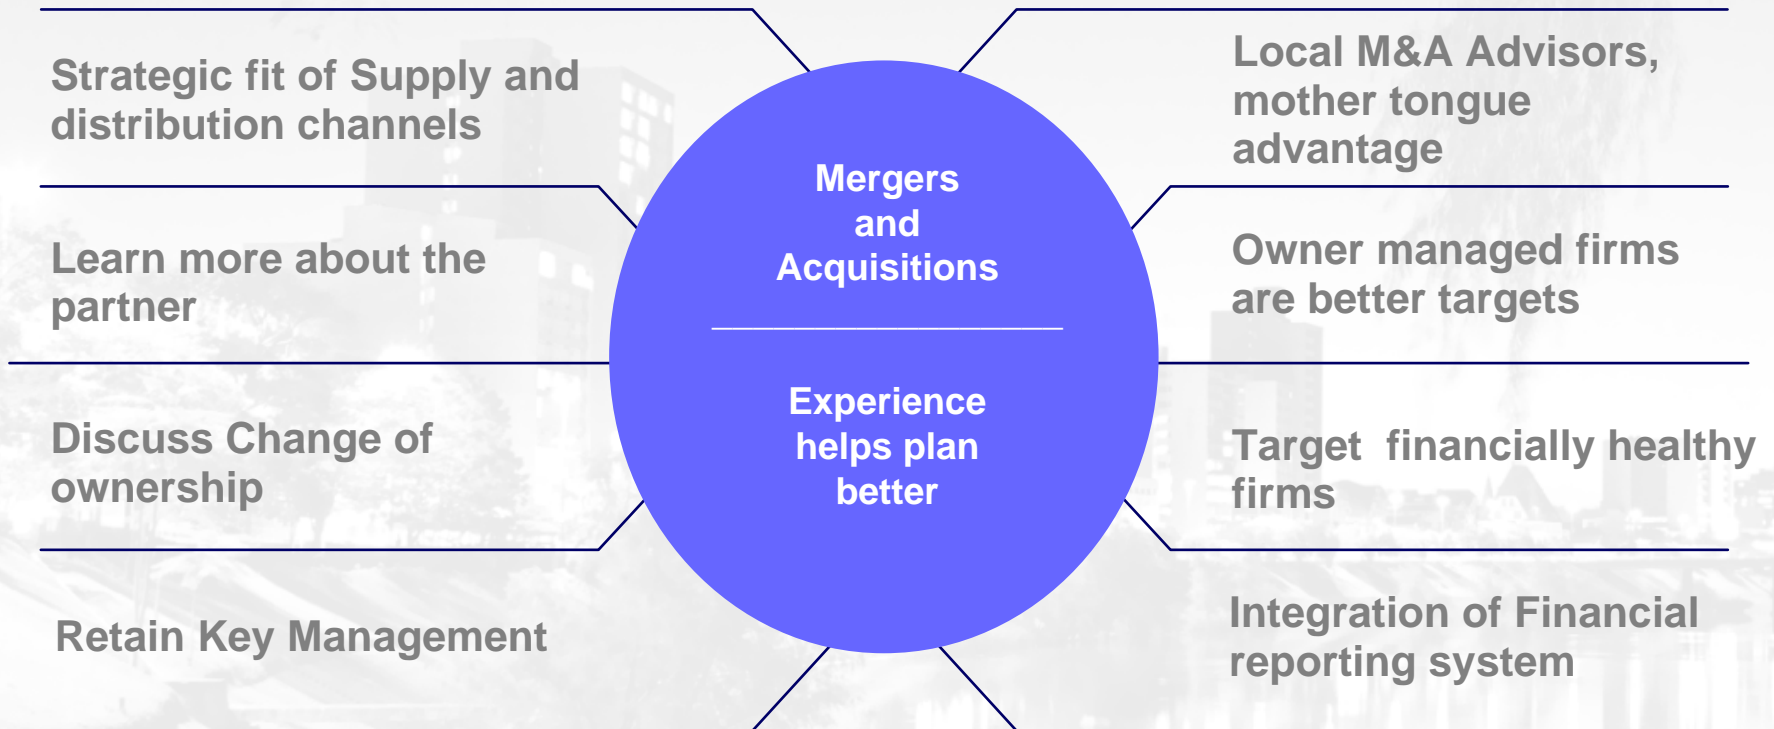 Strategic fit of Supply and
distribution channels
Learn more about the
partner
Discuss Change of
ownership
Retain Key Management
Mergers
and
Acquisitions
Experience
helps plan
better
Local M&A Advisors,
mother tongue
advantage
Owner managed firms
are better targets
Target  financially healthy
firms
Integration of Financial
reporting system